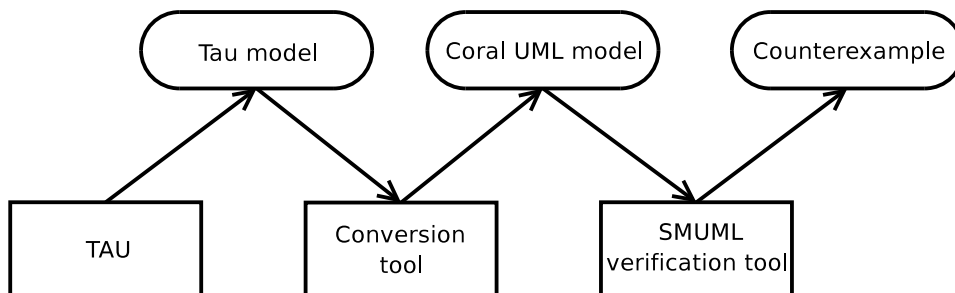 Tau model
Coral UML model
Counterexample
TAU
Conversion
tool
SMUML
verification tool